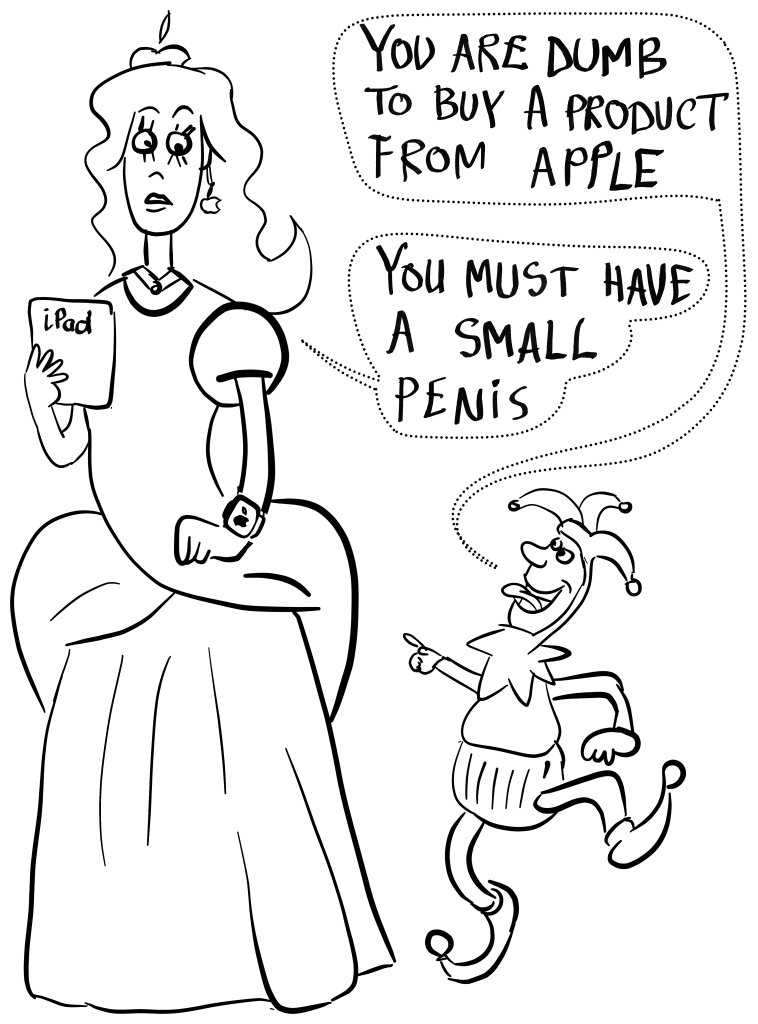 YOU ARE DUMB
TO BUY A PRODUCT
FROM APPLE
YOU MUST HAVE
A SMALL
PENiS
iPad